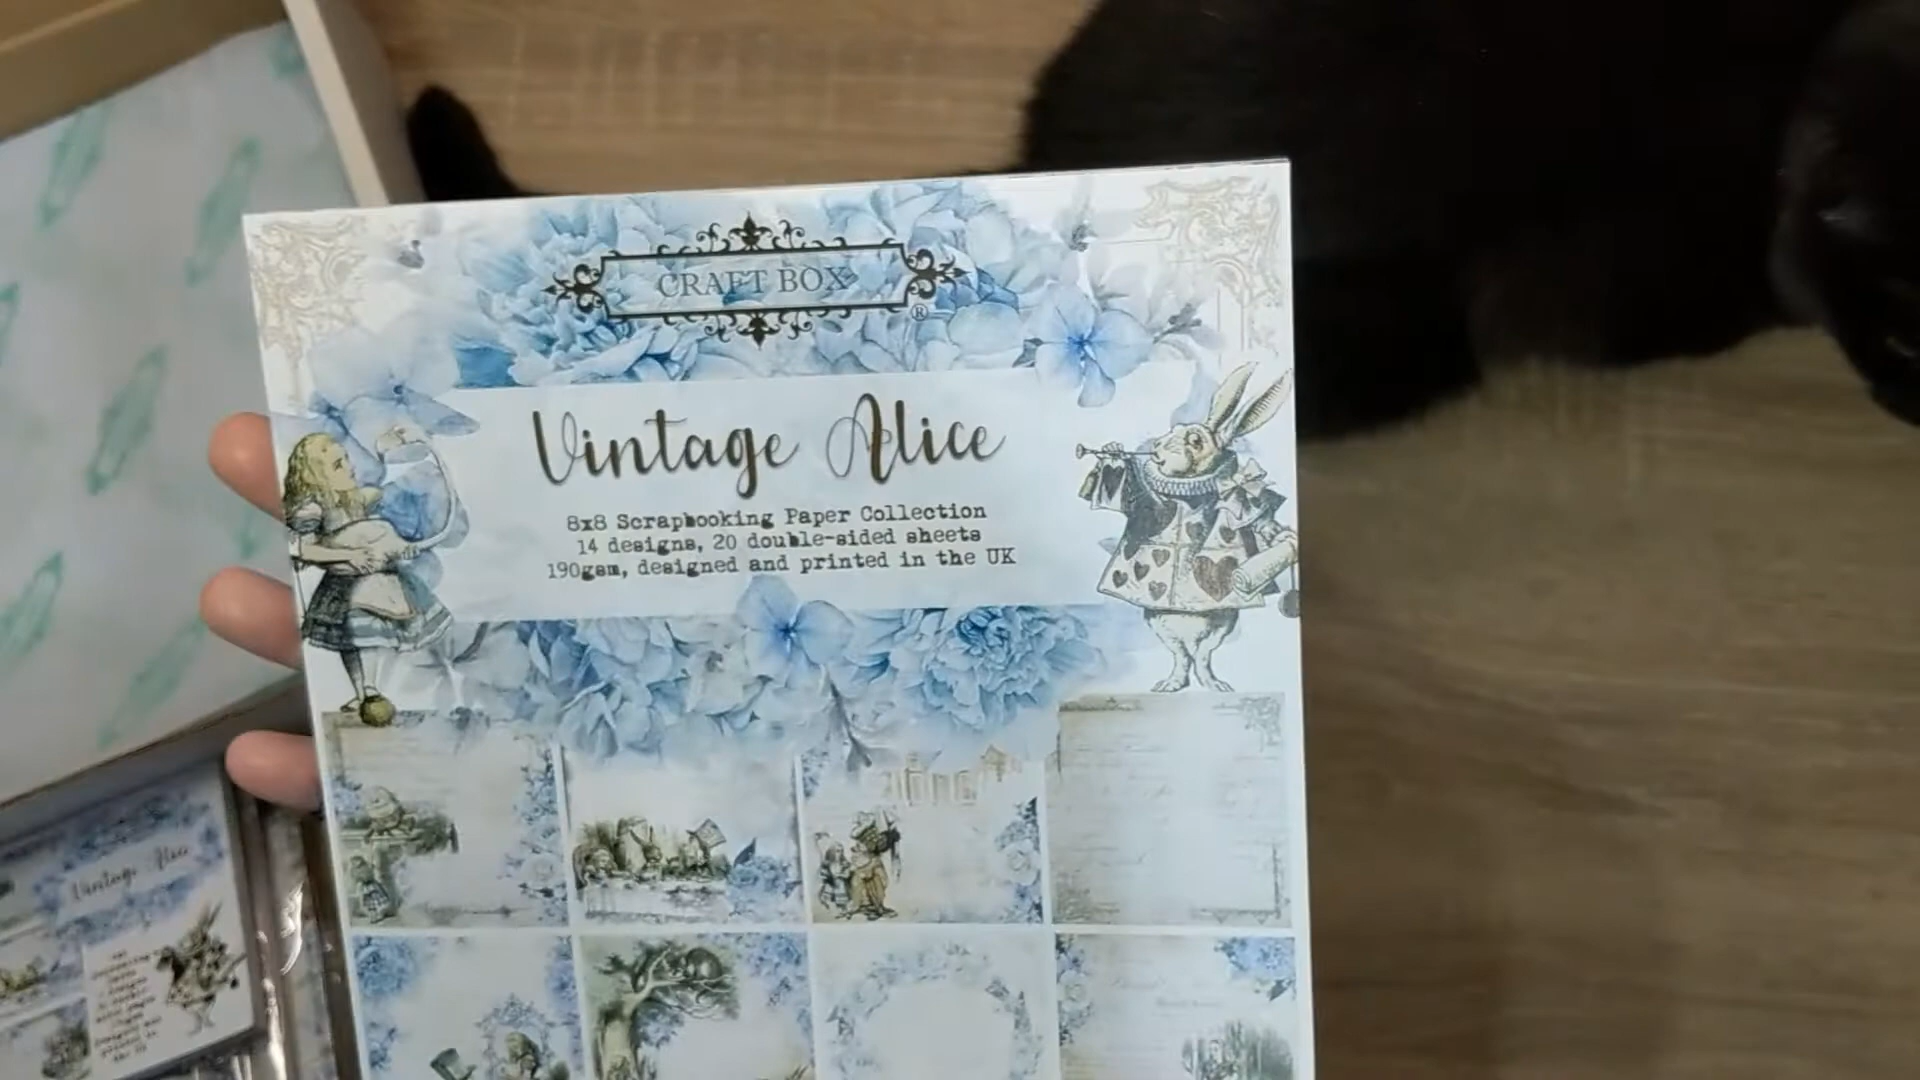 CRAFT BOX
®
Vintage Alice
8x8 Scrapbooking Paper Collection
14 designs, 20 double-sided sheets
190gsm, designed and printed in the UK
Vintage Alice